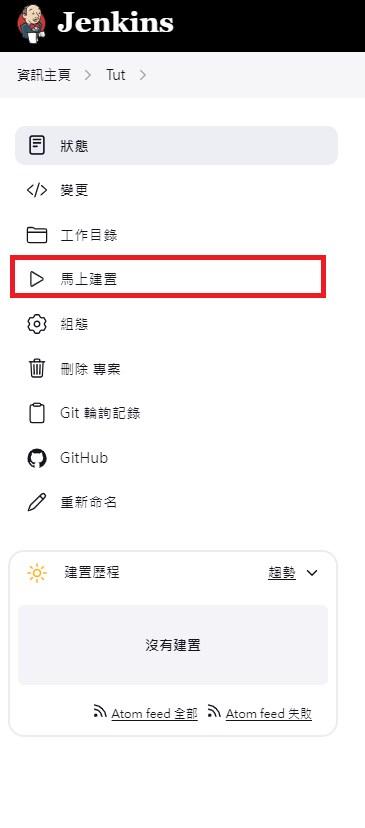 Jenkins
資訊主頁 > Tut >
狀態
變更
工作目錄
馬上建置
組態
刪除 專案
Git 輪詢記錄
GitHub
重新命名
建置歷程 趨勢
沒有建置
Atom feed 全部 Atom feed 失敗